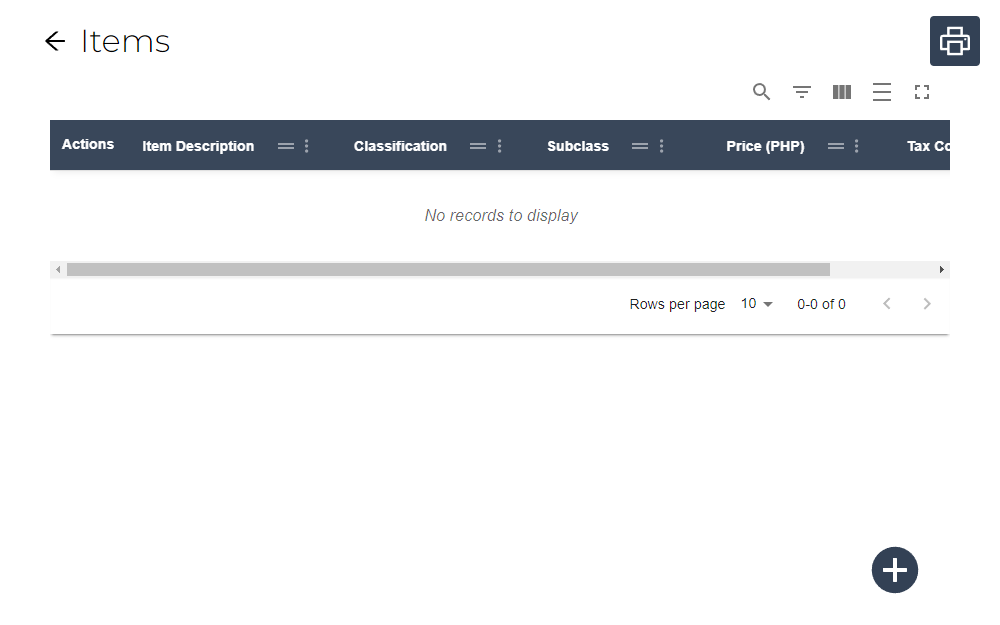 Items
Actions Item Description Classification Subclass Price (PHP) Tax Co
No records to display
Rows per page 10 0-0 of 0